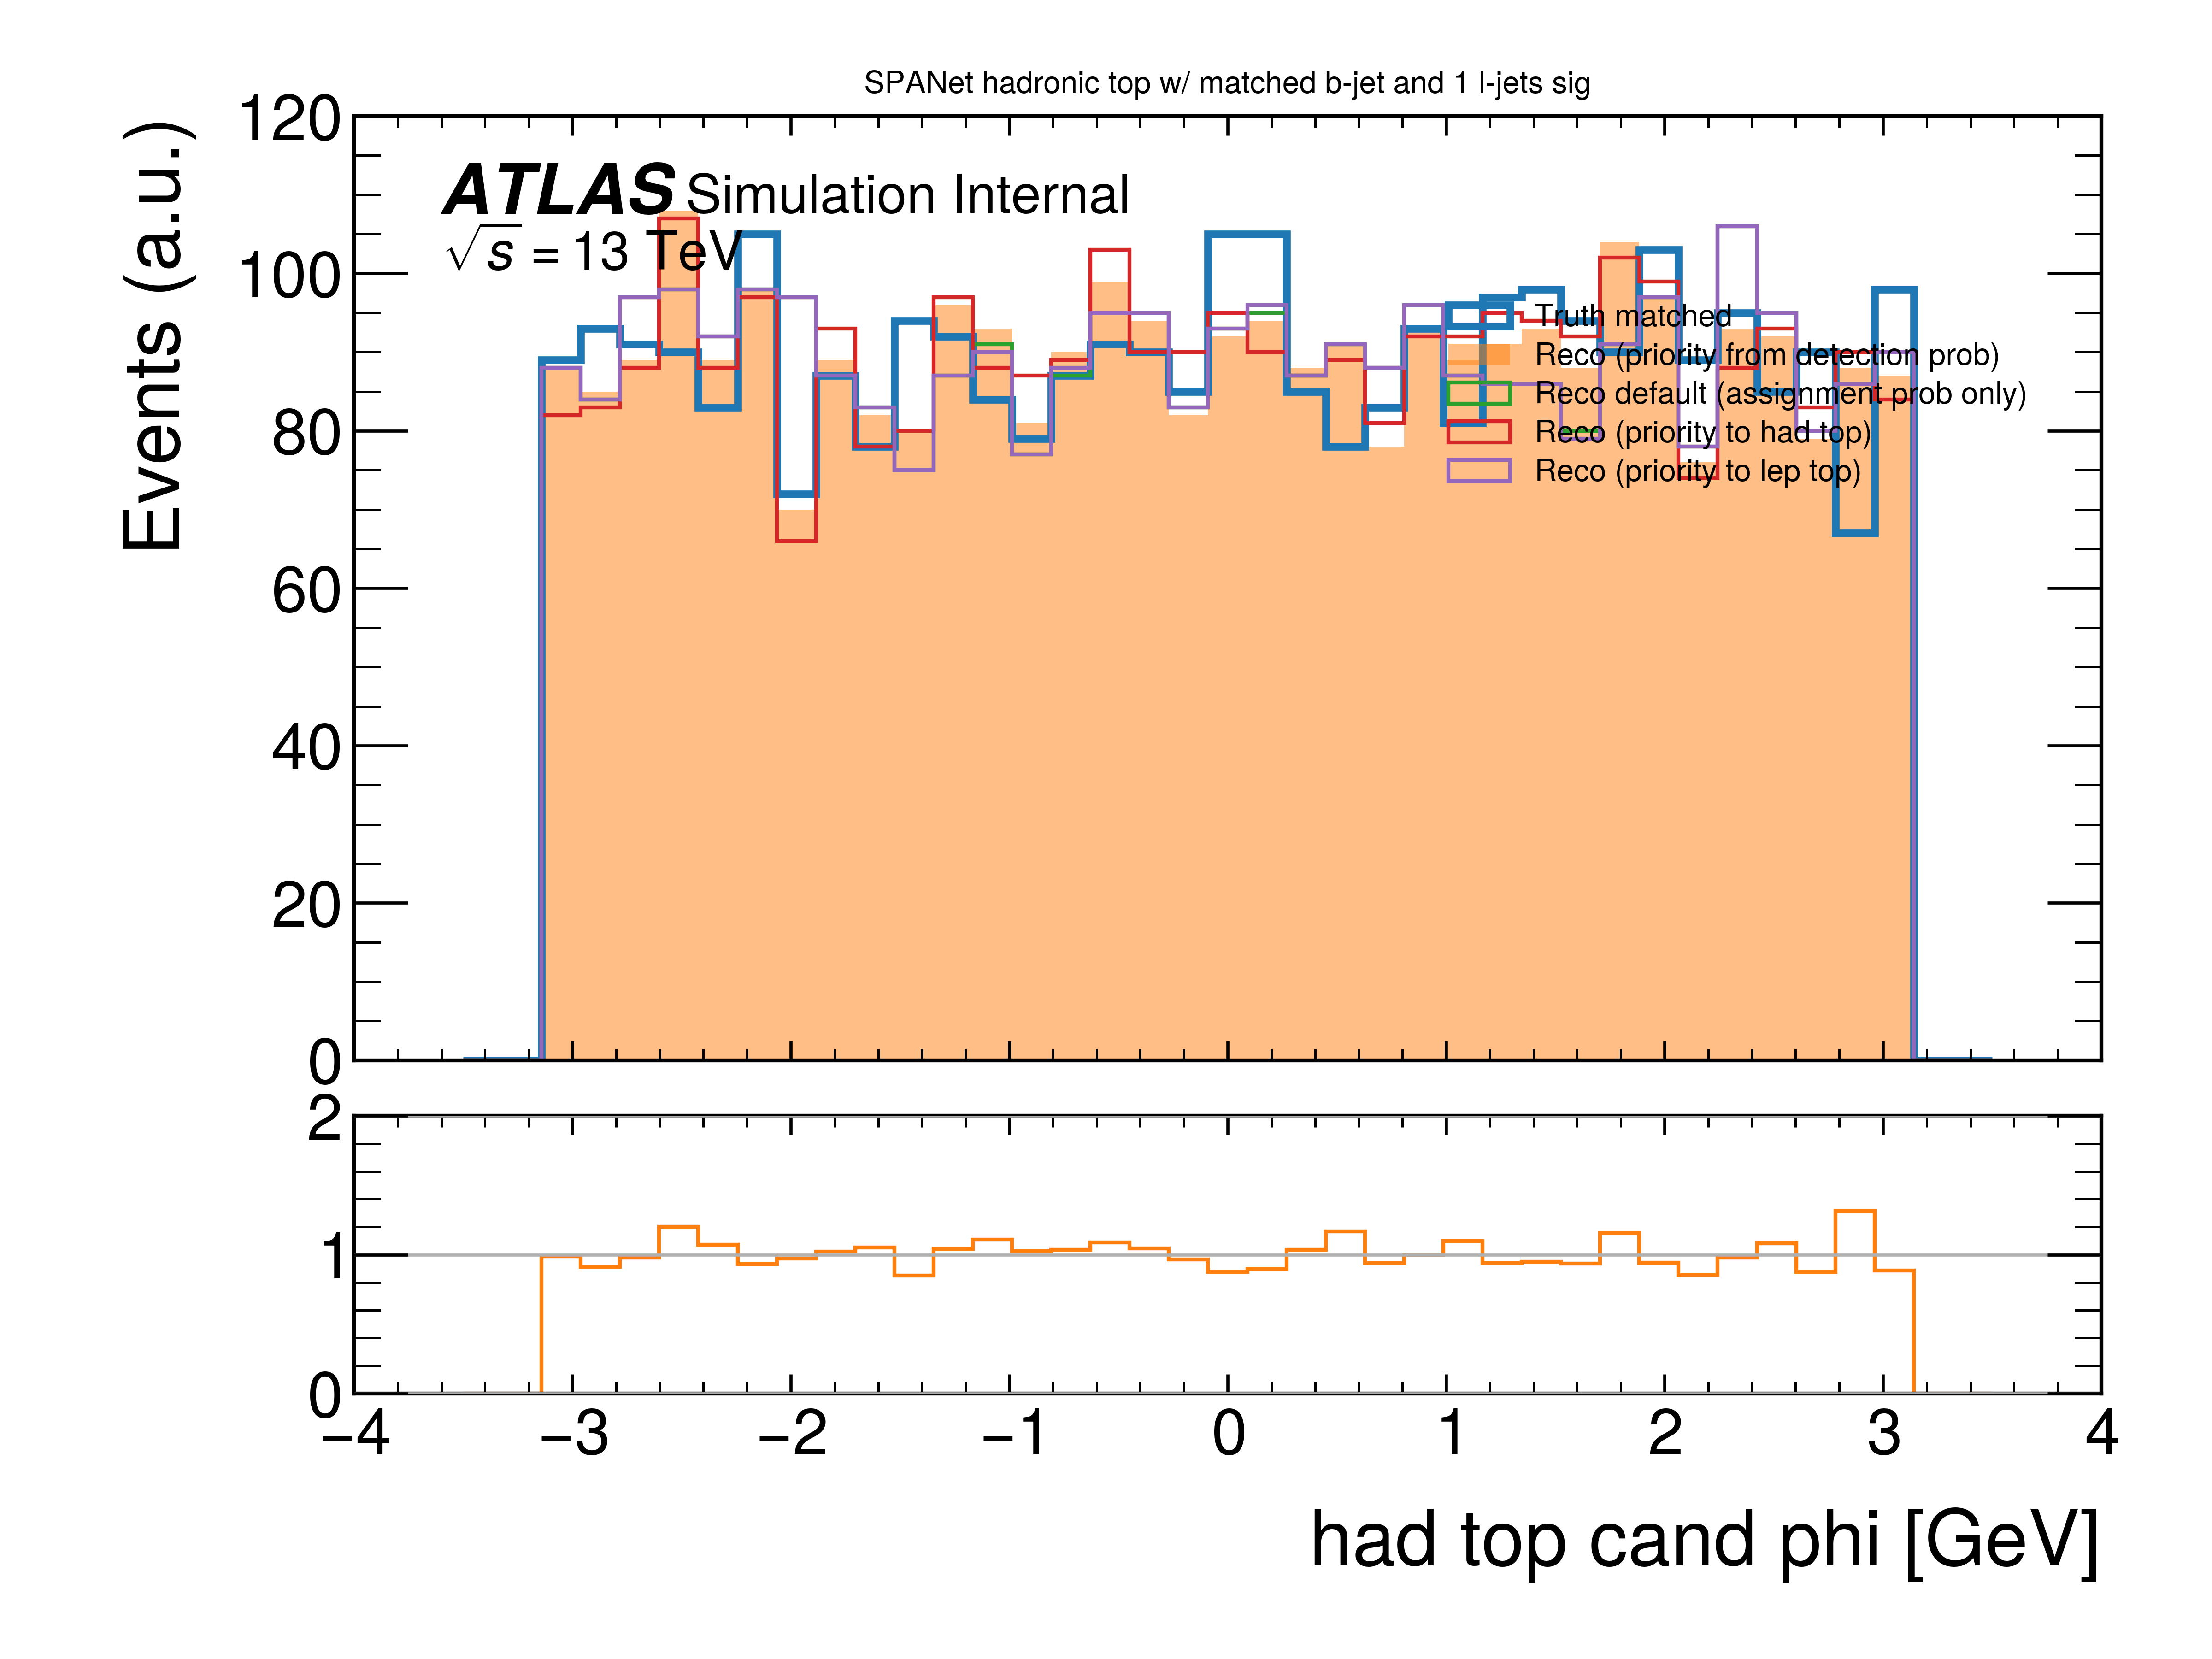 SPANet hadronic top w/ matched b-jet and 1 l-jets sig
Events (a.u.)
120
100
80
60
40
20
0
ATLAS Simulation Internal
√s = 13 TeV
Truth matched
Reco (priority from detection prob)
Reco default (assignment prob only)
Reco (priority to had top)
Reco (priority to lep top)
2
1
0
−4 −3 −2 −1 0 1 2 3 4
had top cand phi [GeV]